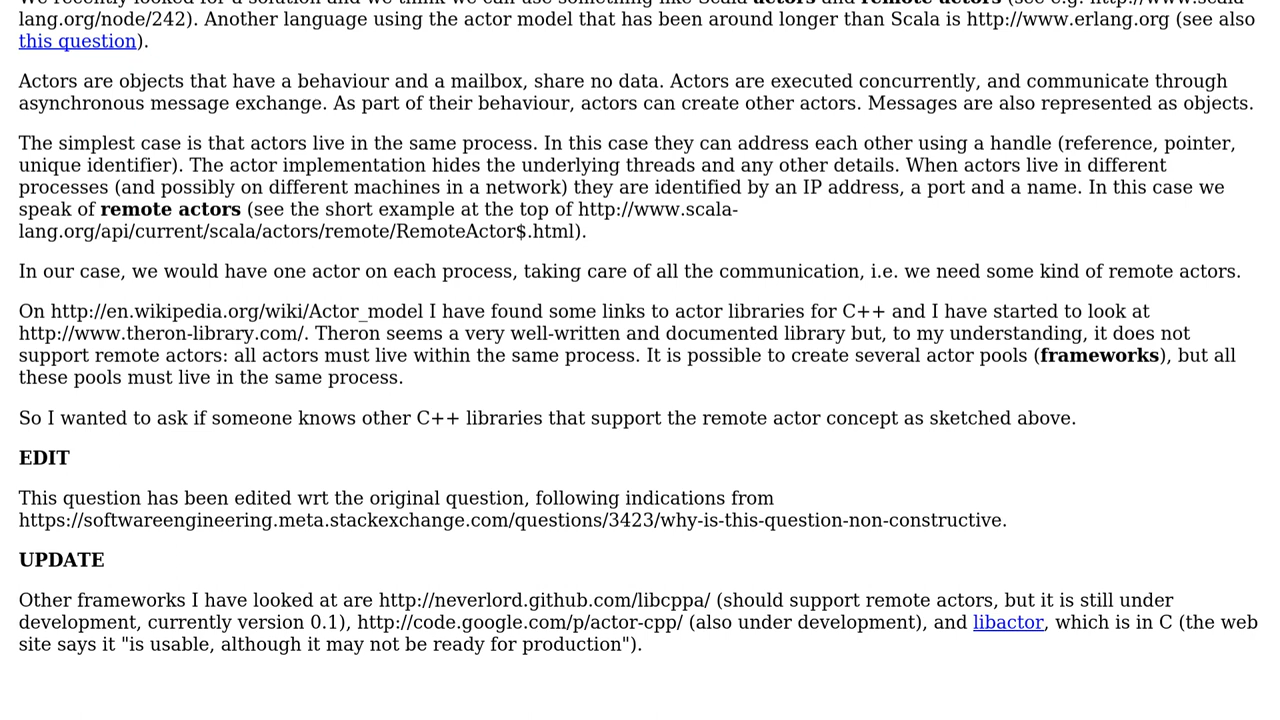 lang.org/node/242). Another language using the actor model that has been around longer than Scala is http://www.erlang.org (see also
this question).
Actors are objects that have a behaviour and a mailbox, share no data. Actors are executed concurrently, and communicate through
asynchronous message exchange. As part of their behaviour, actors can create other actors. Messages are also represented as objects.
The simplest case is that actors live in the same process. In this case they can address each other using a handle (reference, pointer,
unique identifier). The actor implementation hides the underlying threads and any other details. When actors live in different
processes (and possibly on different machines in a network) they are identified by an IP address, a port and a name. In this case we
speak of remote actors (see the short example at the top of http://www.scala-
lang.org/api/current/scala/actors/remote/RemoteActor$.html).
In our case, we would have one actor on each process, taking care of all the communication, i.e. we need some kind of remote actors.
On http://en.wikipedia.org/wiki/Actor_model I have found some links to actor libraries for C++ and I have started to look at
http://www.theron-library.com/. Theron seems a very well-written and documented library but, to my understanding, it does not
support remote actors: all actors must live within the same process. It is possible to create several actor pools (frameworks), but all
these pools must live in the same process.
So I wanted to ask if someone knows other C++ libraries that support the remote actor concept as sketched above.
EDIT
This question has been edited wrt the original question, following indications from
https://softwareengineering.meta.stackexchange.com/questions/3423/why-is-this-question-non-constructive.
UPDATE
Other frameworks I have looked at are http://neverlord.github.com/libcppa/ (should support remote actors, but it is still under
development, currently version 0.1), http://code.google.com/p/actor-cpp/ (also under development), and libactor, which is in C (the web
site says it "is usable, although it may not be ready for production").